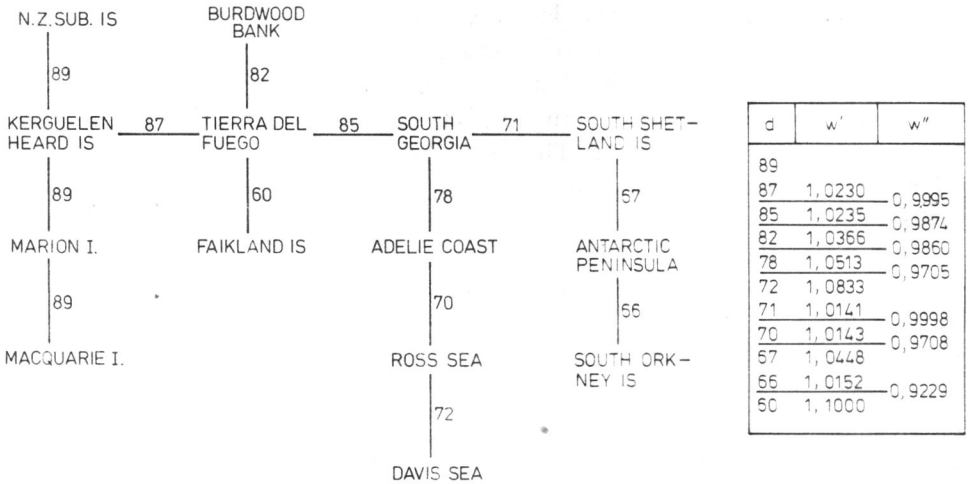 N.Z. SUB. IS
BURDWOOD
BANK
89
82
KERGUELEN
HEARD IS
87
TIERRA DEL
FUEGO
85
SOUTH
GEORGIA
71
SOUTH SHET–
LAND IS
89
60
78
67
MARION I.
FAIKLAND IS
ADELIE COAST
ANTARCTIC
PENINSULA
89
70
66
MACQUARIE I.
ROSS SEA
SOUTH ORK–
NEY IS
72
DAVIS SEA
d w' w"
89
87 1,0230
0,9995
85 1,0235
0,9874
82 1,0366
0,9860
78 1,0513
0,9705
72 1,0833
71 1,0141
0,9998
70 1,0143
0,9708
67 1,0448
66 1,0152
0,9229
60 1,1000